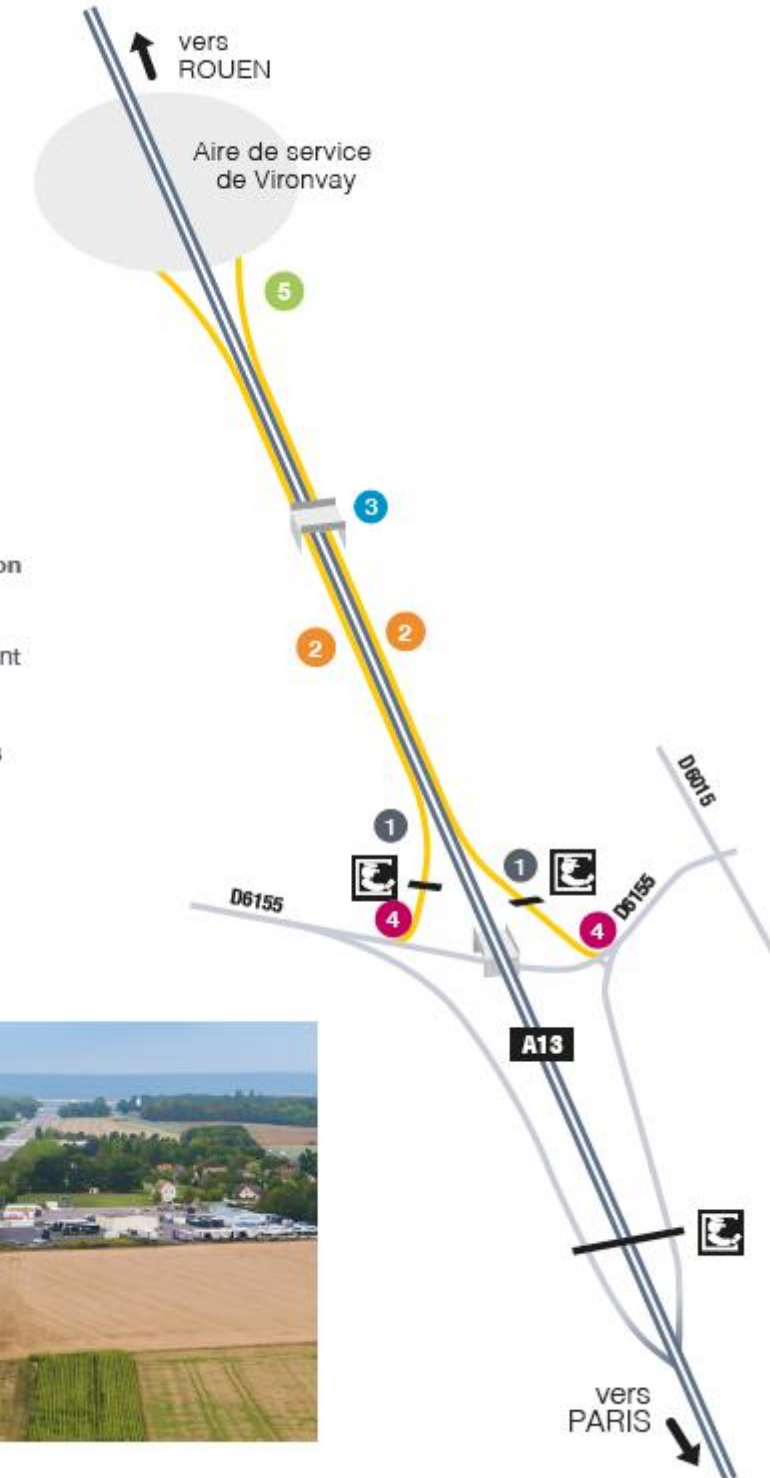 vers
ROUEN
Aire de service
de Vironvay
5
3
on
2
2
nt
s
D6015
1
1
D6155
D6155
4
4
A13
vers
PARIS